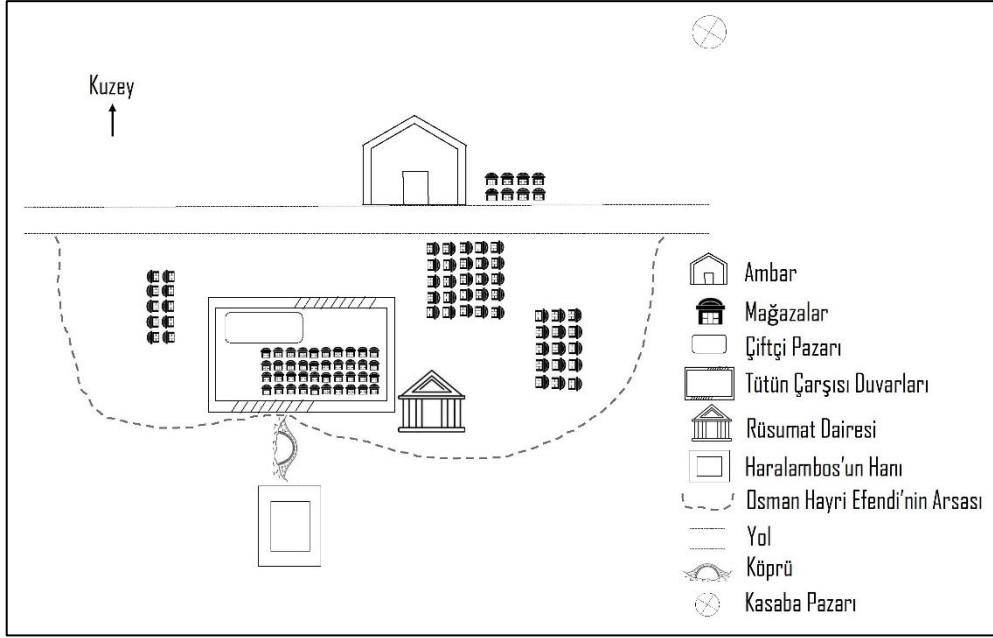 Kuzey
Ambar
Mağazalar
Çiftçi Pazarı
Tütün Çarşısı Duvarları
Rüsumat Dairesi
Haralambos'un Hanı
Osman Hayri Efendi'nin Arsası
Yol
Köprü
Kasaba Pazarı